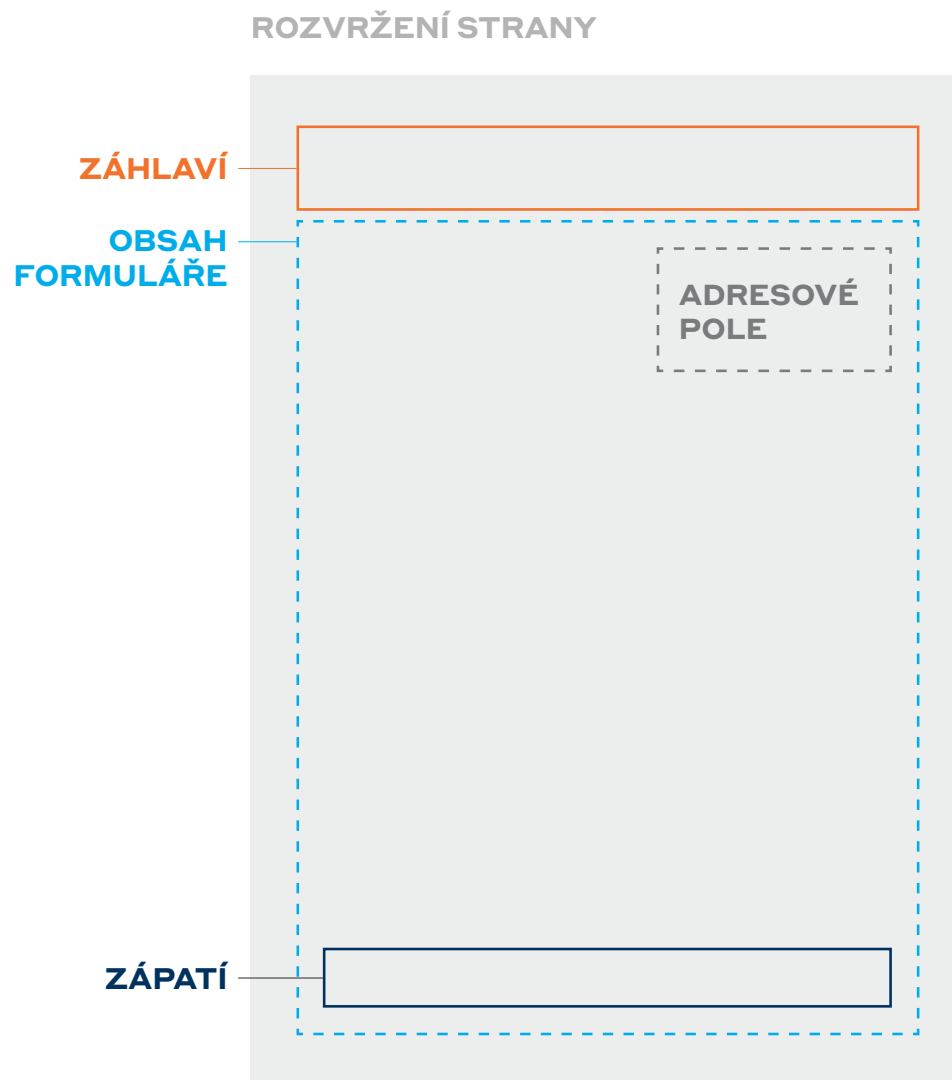 ROZVRŽENÍ STRANY
ZÁHLAVÍ
OBSAH
FORMULÁŘE
ADRESOVÉ
POLE
ZÁPATÍ